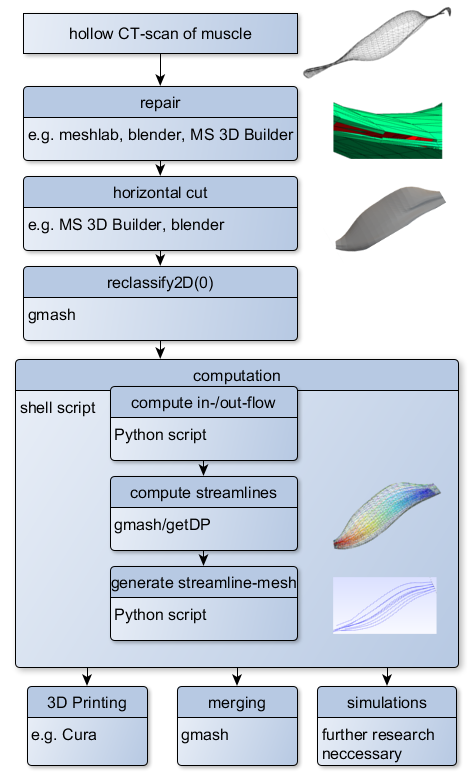 hollow CT-scan of muscle
repair
e.g. meshlab, blender, MS 3D Builder
horizontal cut
e.g. MS 3D Builder, blender
reclassify2D(0)
gmash
computation
shell script
compute in-/out-flow
Python script
compute streamlines
gmash/getDP
generate streamline-mesh
Python script
3D Printing
e.g. Cura
merging
gmash
simulations
further research
neccessary